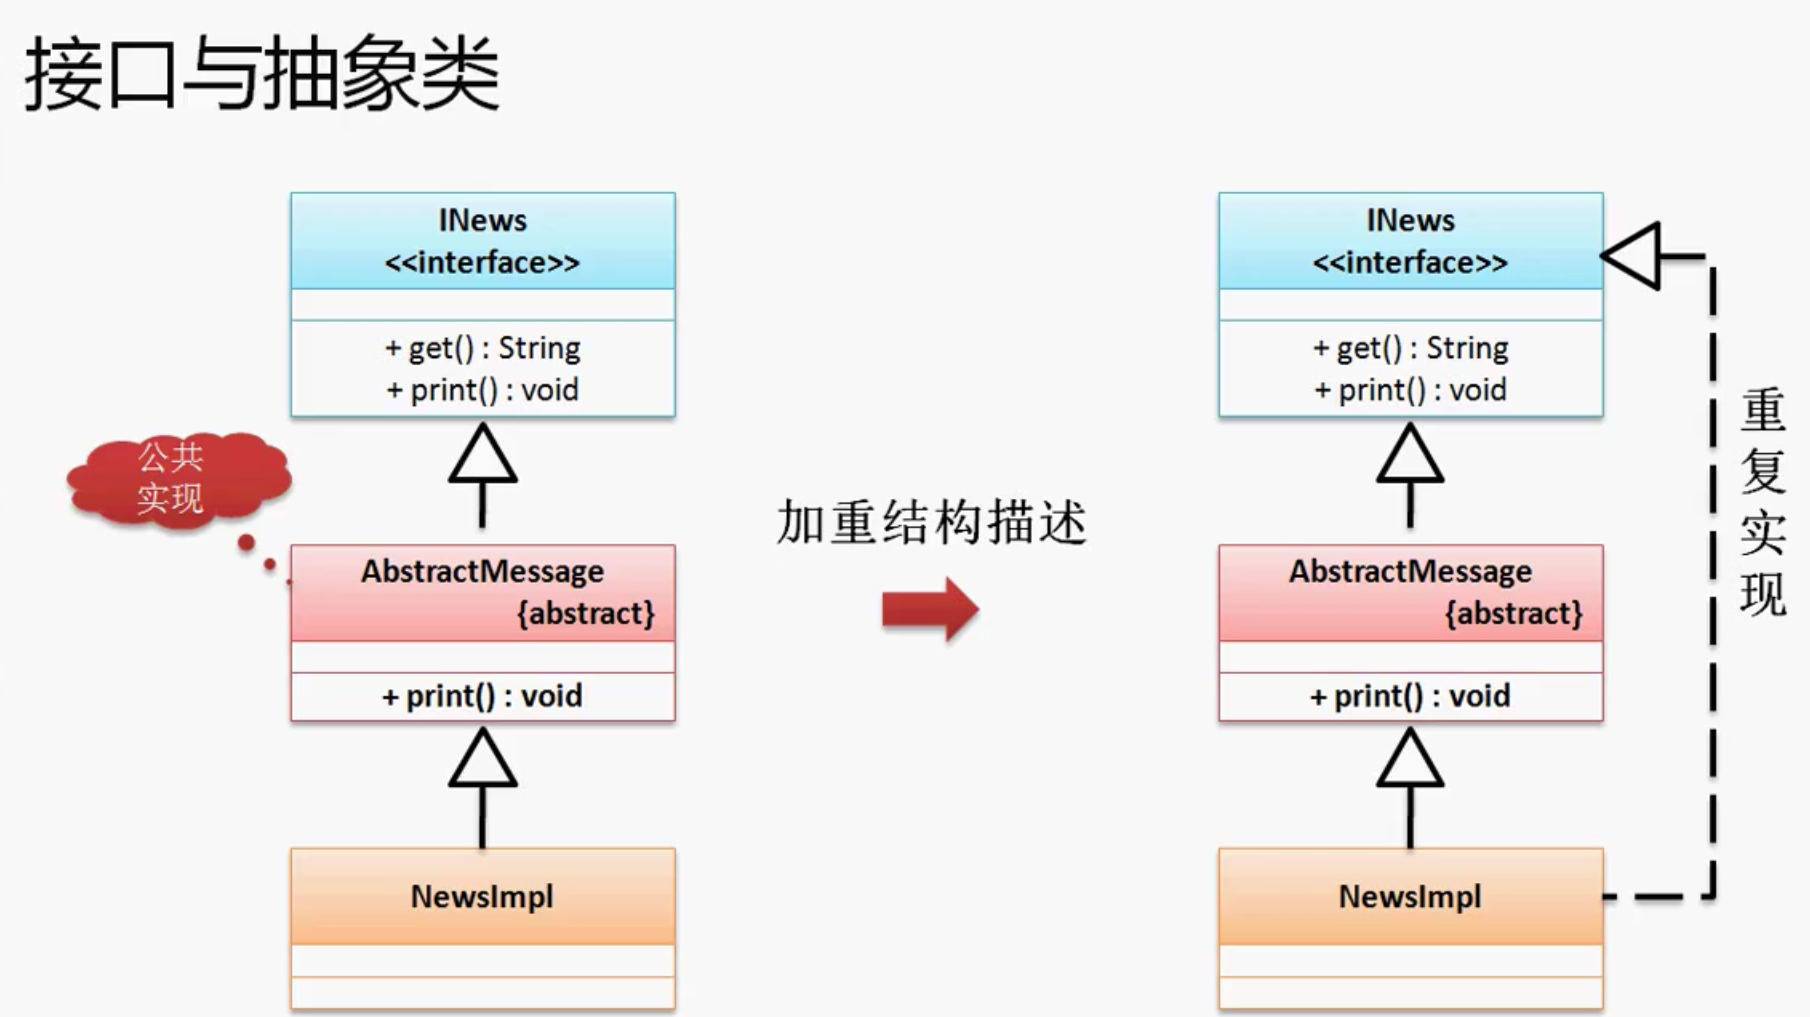 接口与抽象类
INews
<<interface>>
+ get() : String
+ print() : void
公共
实现
AbstractMessage
{abstract}
+ print() : void
NewsImpl
加重结构描述
INews
<<interface>>
+ get() : String
+ print() : void
AbstractMessage
{abstract}
+ print() : void
NewsImpl
重复实现